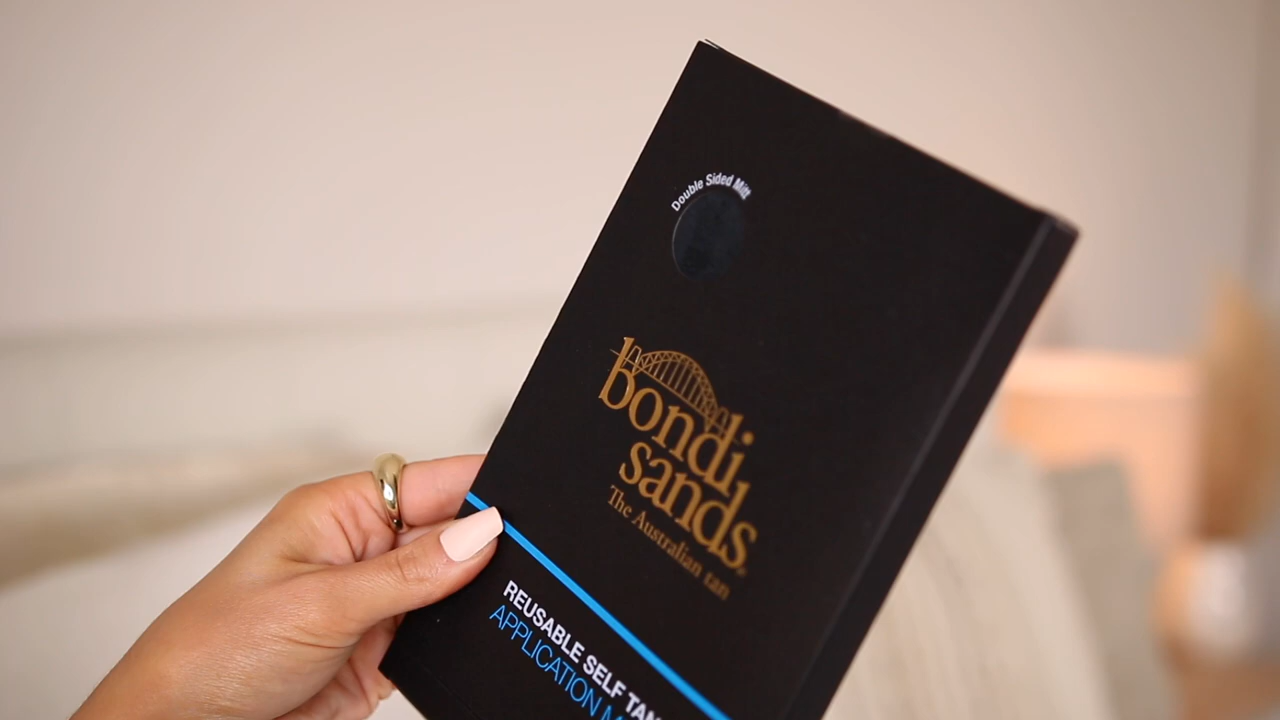 Double Sided Mitt
bondi
sands
The Australian tan
REUSABLE SELF TAN
APPLICATION M